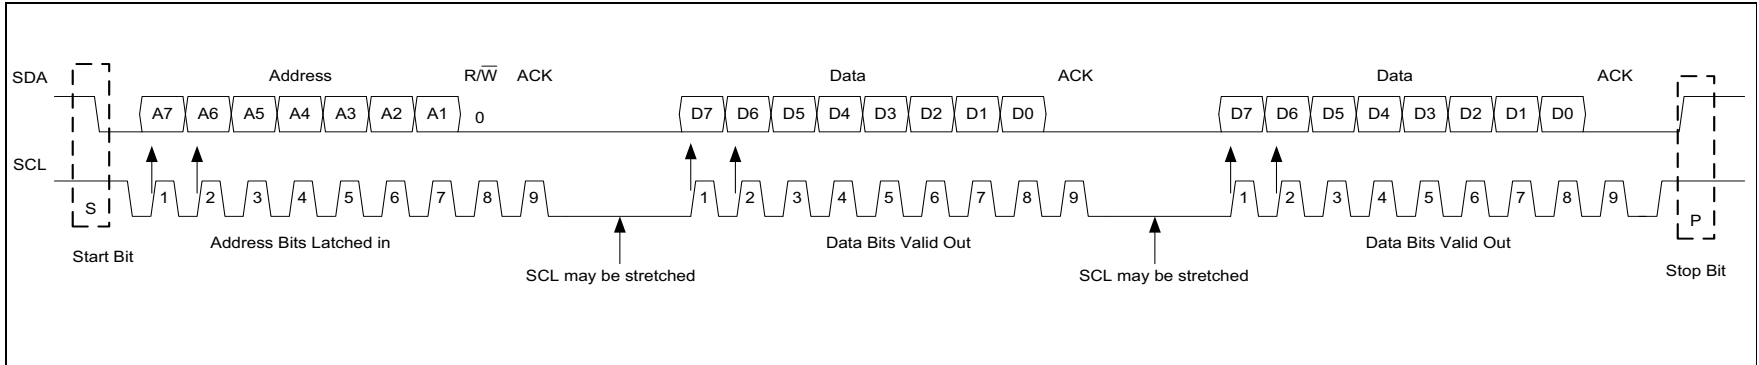 SDA Address R/W̅ ACK Data ACK Data ACK
A7 A6 A5 A4 A3 A2 A1 0 D7 D6 D5 D4 D3 D2 D1 D0 D7 D6 D5 D4 D3 D2 D1 D0
SCL
S 1 2 3 4 5 6 7 8 9 1 2 3 4 5 6 7 8 9 1 2 3 4 5 6 7 8 9 P
Address Bits Latched in Data Bits Valid Out Data Bits Valid Out
Start Bit SCL may be stretched SCL may be stretched Stop Bit